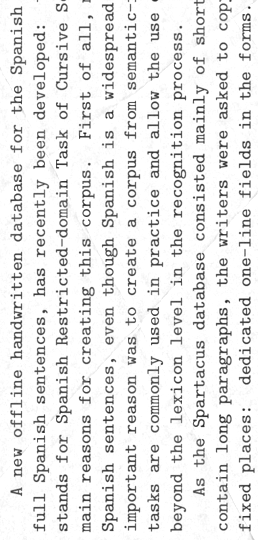 A new offline handwritten database for the Spanish
full Spanish sentences, has recently been developed:
stands for Spanish Restricted-domain Task of Cursive
main reasons for creating this corpus. First of all,
Spanish sentences, even though Spanish is a widespread
important reason was to create a corpus from semantic-
tasks are commonly used in practice and allow the use
beyond the lexicon level in the recognition process.
As the Spartacus database consisted mainly of short
contain long paragraphs, the writers were asked to copy
fixed places: dedicated one-line fields in the forms.